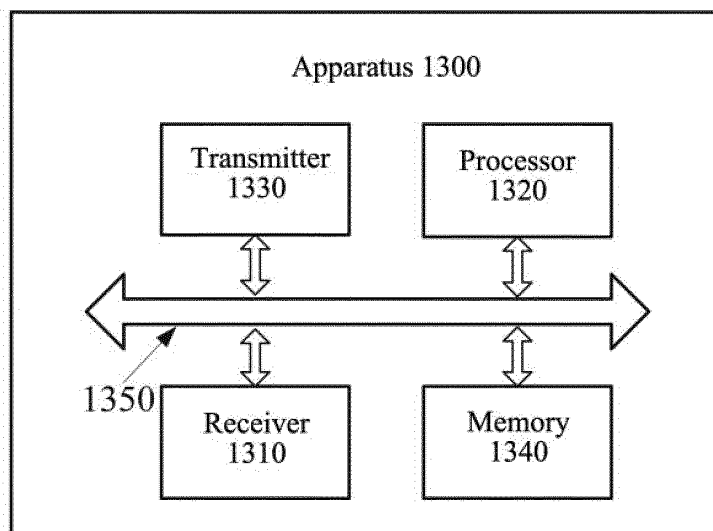 Apparatus 1300
Transmitter
1330
Processor
1320
1350
Receiver
1310
Memory
1340